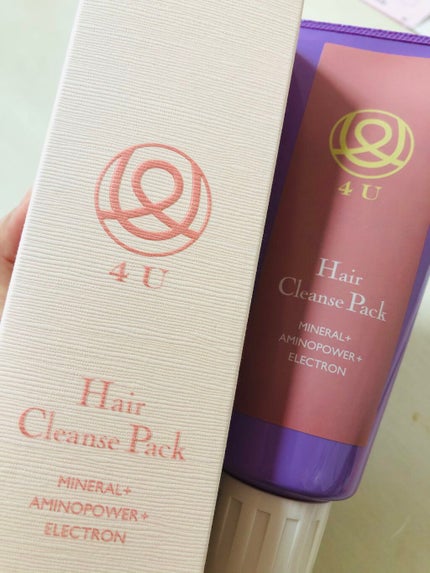 4 U
Hair
Cleanse Pack
MINERAL+
AMINOPOWER+
ELECTRON
4 U
Hair
Cleanse Pack
MINERAL+
AMINOPOWER+
ELECTRON